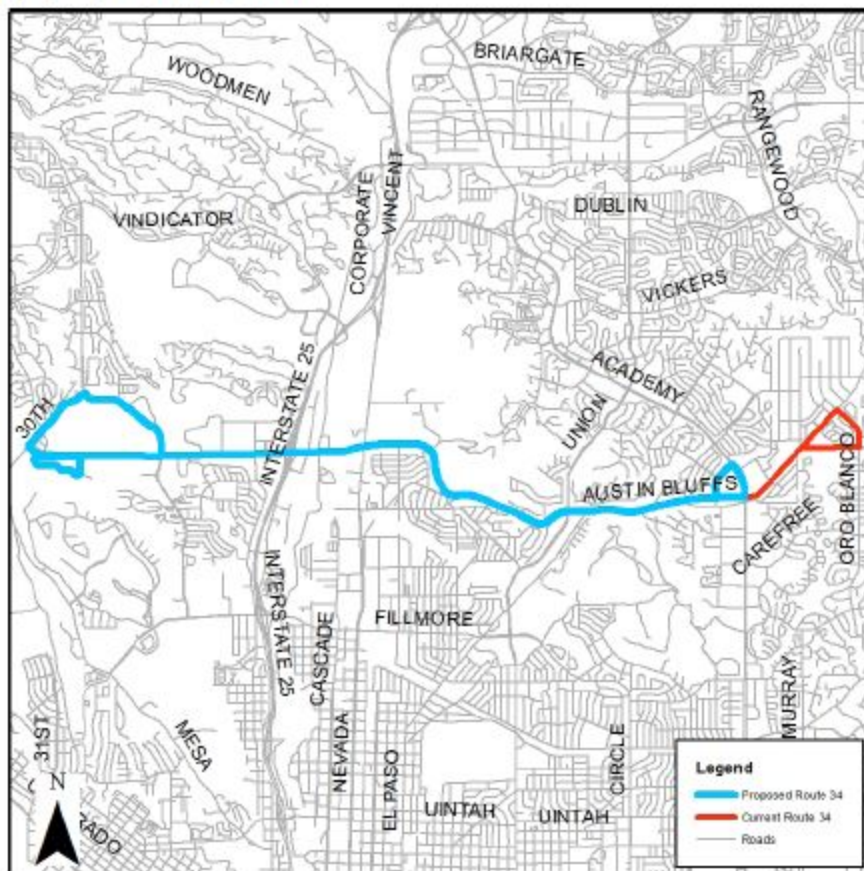 BRIARGATE
WOODMEN
RANGEWOOD
CORPORATE
VINCENT
DUBLIN
VINDICATOR
VICKERS
INTERSTATE 25
ACADEMY
30TH
UNION
AUSTIN BLUFFS
ORO BLANCO
CAREFREE
INTERSTATE 25
FILLMORE
CASCADE
MURRAY
31ST
MESA
NEVADA
EL PASO
CIRCLE
UINTAH
UINTAH
N
RADO
Legend
Proposed Route 34
Current Route 34
Roads